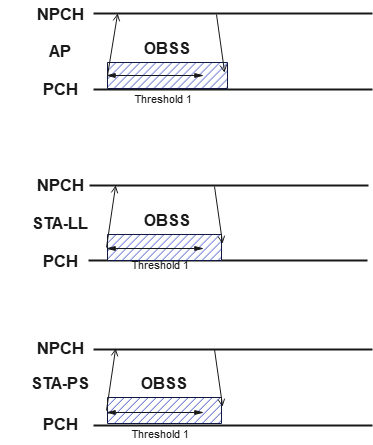 NPCH
AP
OBSS
PCH
Threshold 1
NPCH
STA-LL
OBSS
PCH
Threshold 1
NPCH
STA-PS
OBSS
PCH
Threshold 1